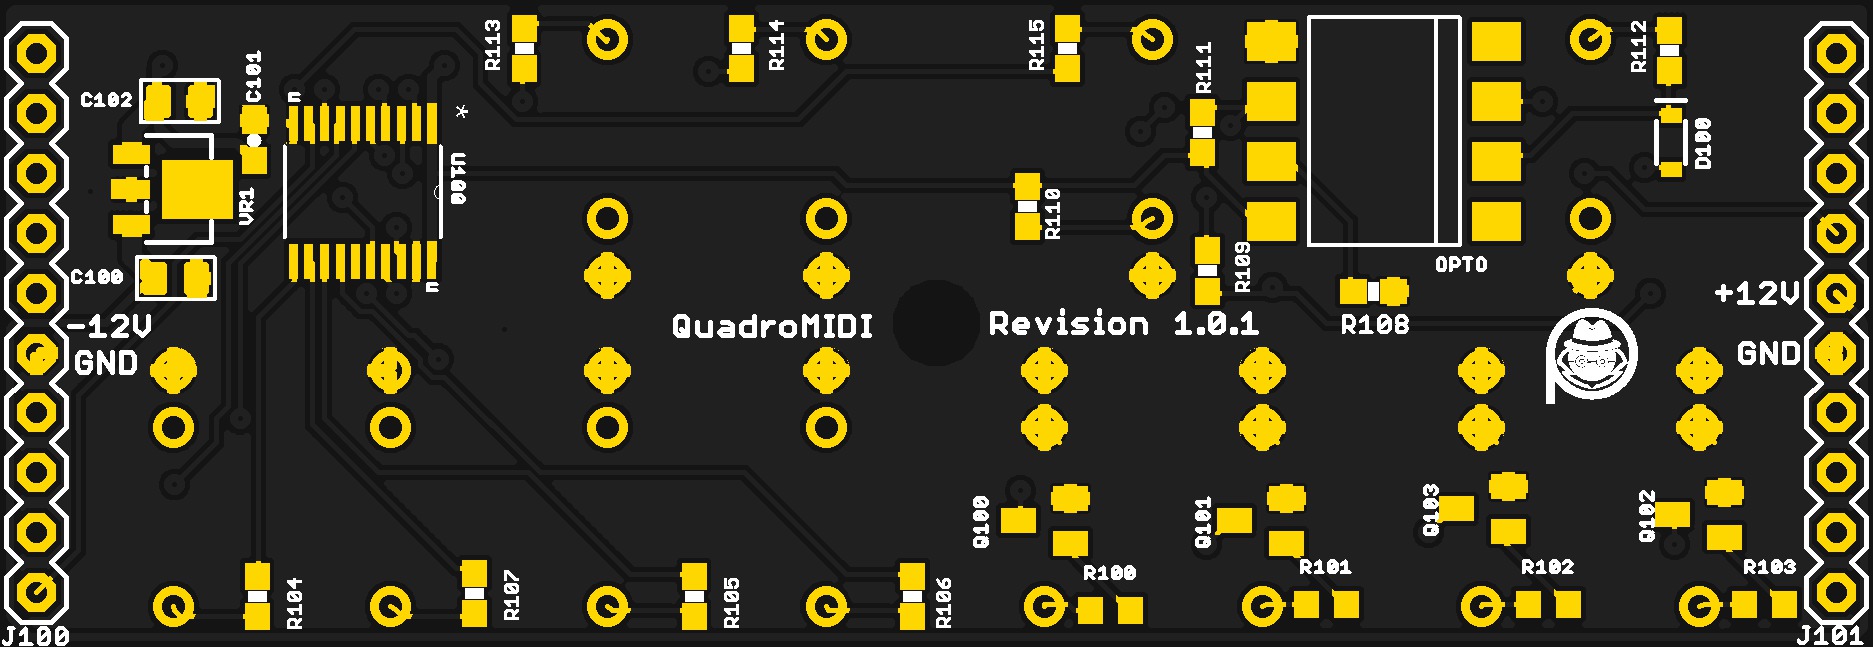 R113
R114
R115
R111
R112
C102
C101
n
*
U100
D100
VR1
R110
R109
OPTO
C100
n
-12V
GND
QuadroMIDI
Revision 1.0.1
R108
+12V
GND
Q100
Q101
Q103
Q102
R100
R101
R102
R103
R104
R107
R105
R106
J100
J101